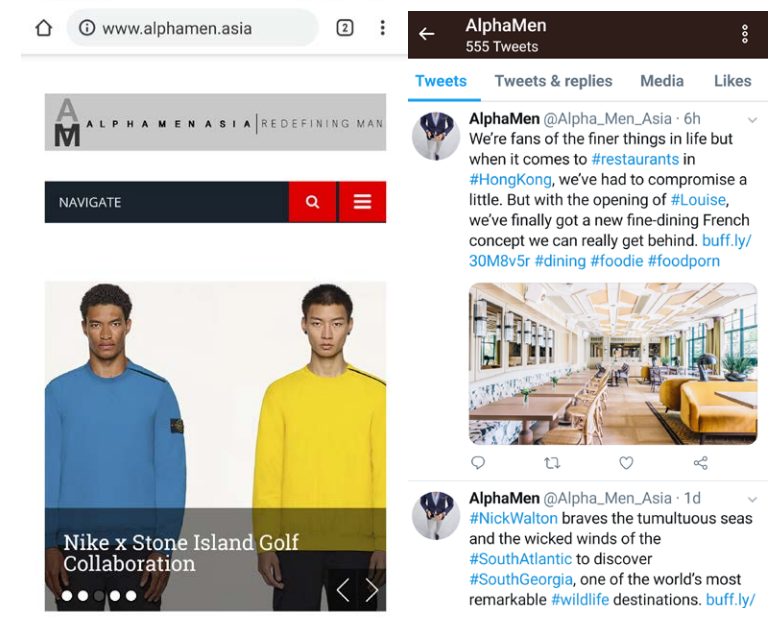 www.alphamen.asia
2
AM ALPHA MEN ASIA|REDEFINING MAN
NAVIGATE
Nike x Stone Island Golf
Collaboration
AlphaMen
555 Tweets
Tweets Tweets & replies Media Likes
AlphaMen @Alpha_Men_Asia · 6h
We're fans of the finer things in life but
when it comes to #restaurants in
#HongKong, we've had to compromise a
little. But with the opening of #Louise,
we've finally got a new fine-dining French
concept we can really get behind. buff.ly/
30M8v5r #dining #foodie #foodporn
AlphaMen @Alpha_Men_Asia · 1d
#NickWalton braves the tumultuous seas
and the wicked winds of the
#SouthAtlantic to discover
#SouthGeorgia, one of the world's most
remarkable #wildlife destinations. buff.ly/